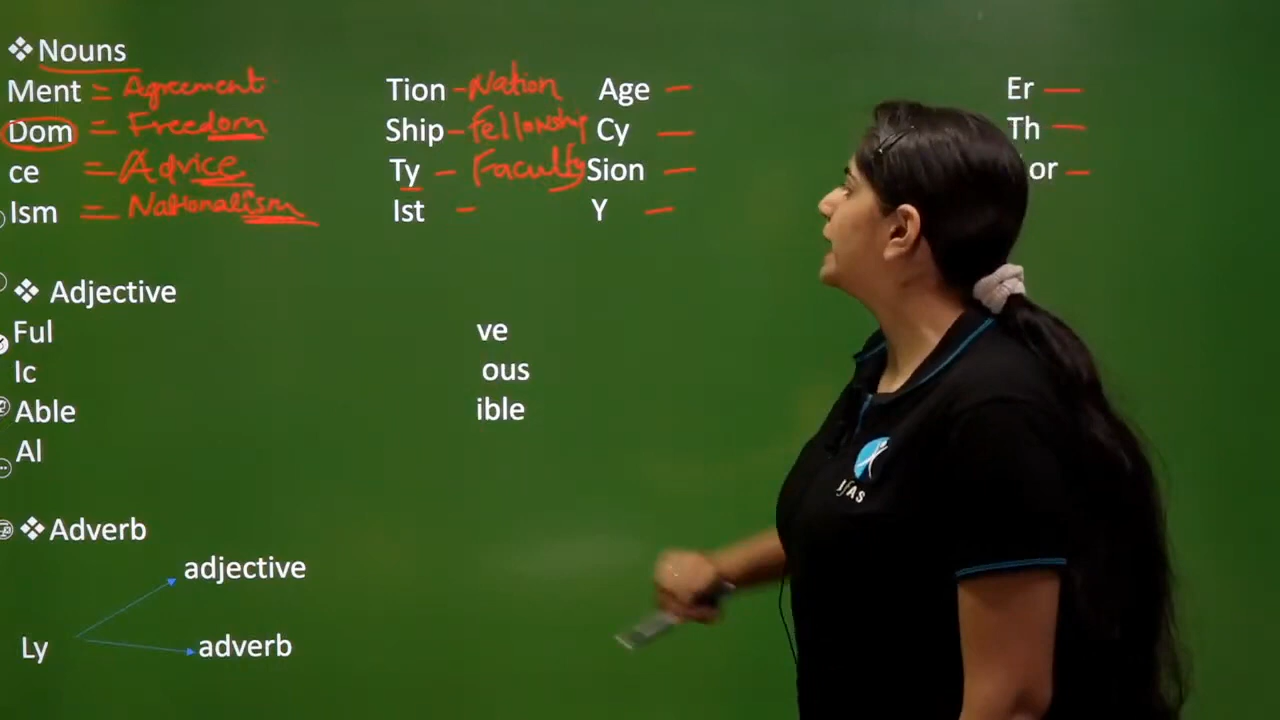 ❖ Nouns
Ment = Agreement Tion - Nation Age - Er -
Dom = Freedom Ship - Fellowship Cy - Th -
ce = Advice Ty - Faculty Sion - or -
Ism = Nationalism Ist - Y -
❖ Adjective
Ful ve
Ic ous
Able ible
Al
❖ Adverb
adjective
Ly adverb
IFAS